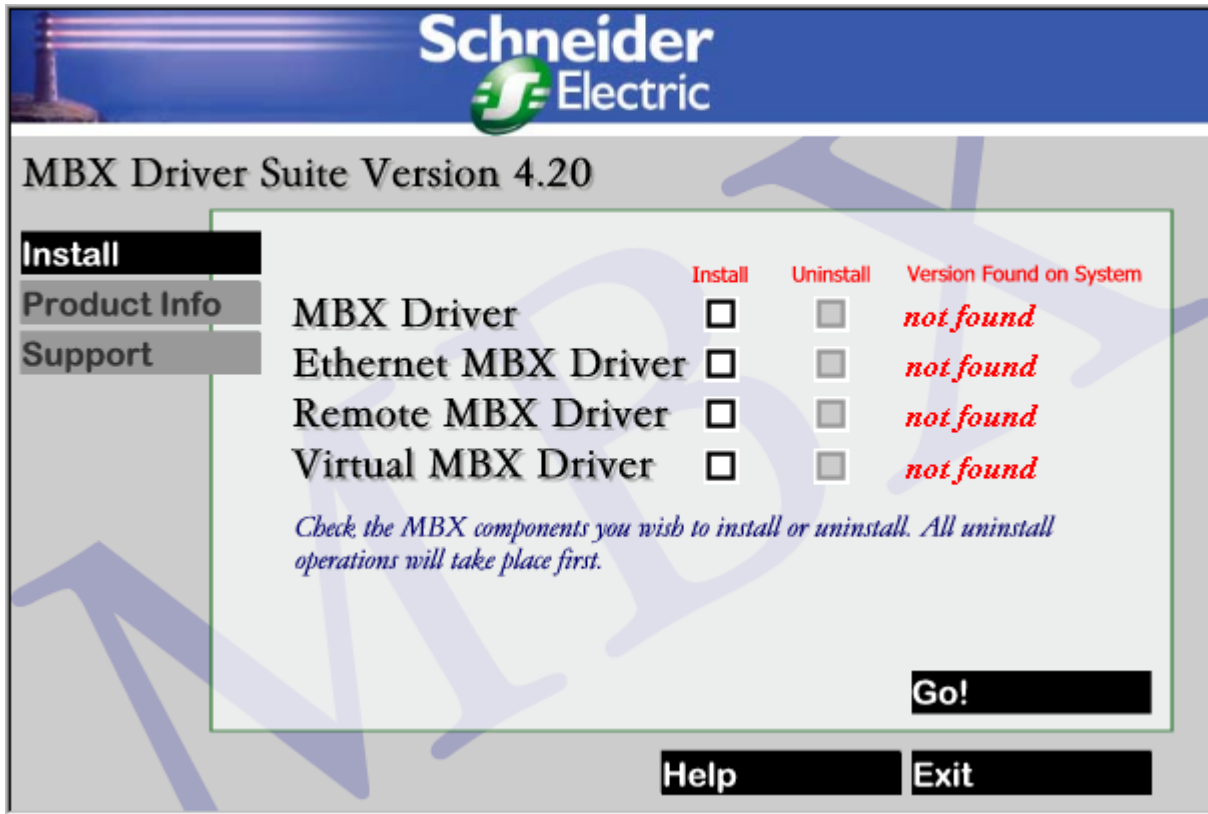 Schneider
Electric
MBX Driver Suite Version 4.20
Install
Product Info
Support
Install Uninstall Version Found on System
MBX Driver not found
Ethernet MBX Driver not found
Remote MBX Driver not found
Virtual MBX Driver not found
Check the MBX components you wish to install or uninstall. All uninstall
operations will take place first.
Go!
Help Exit
MBX